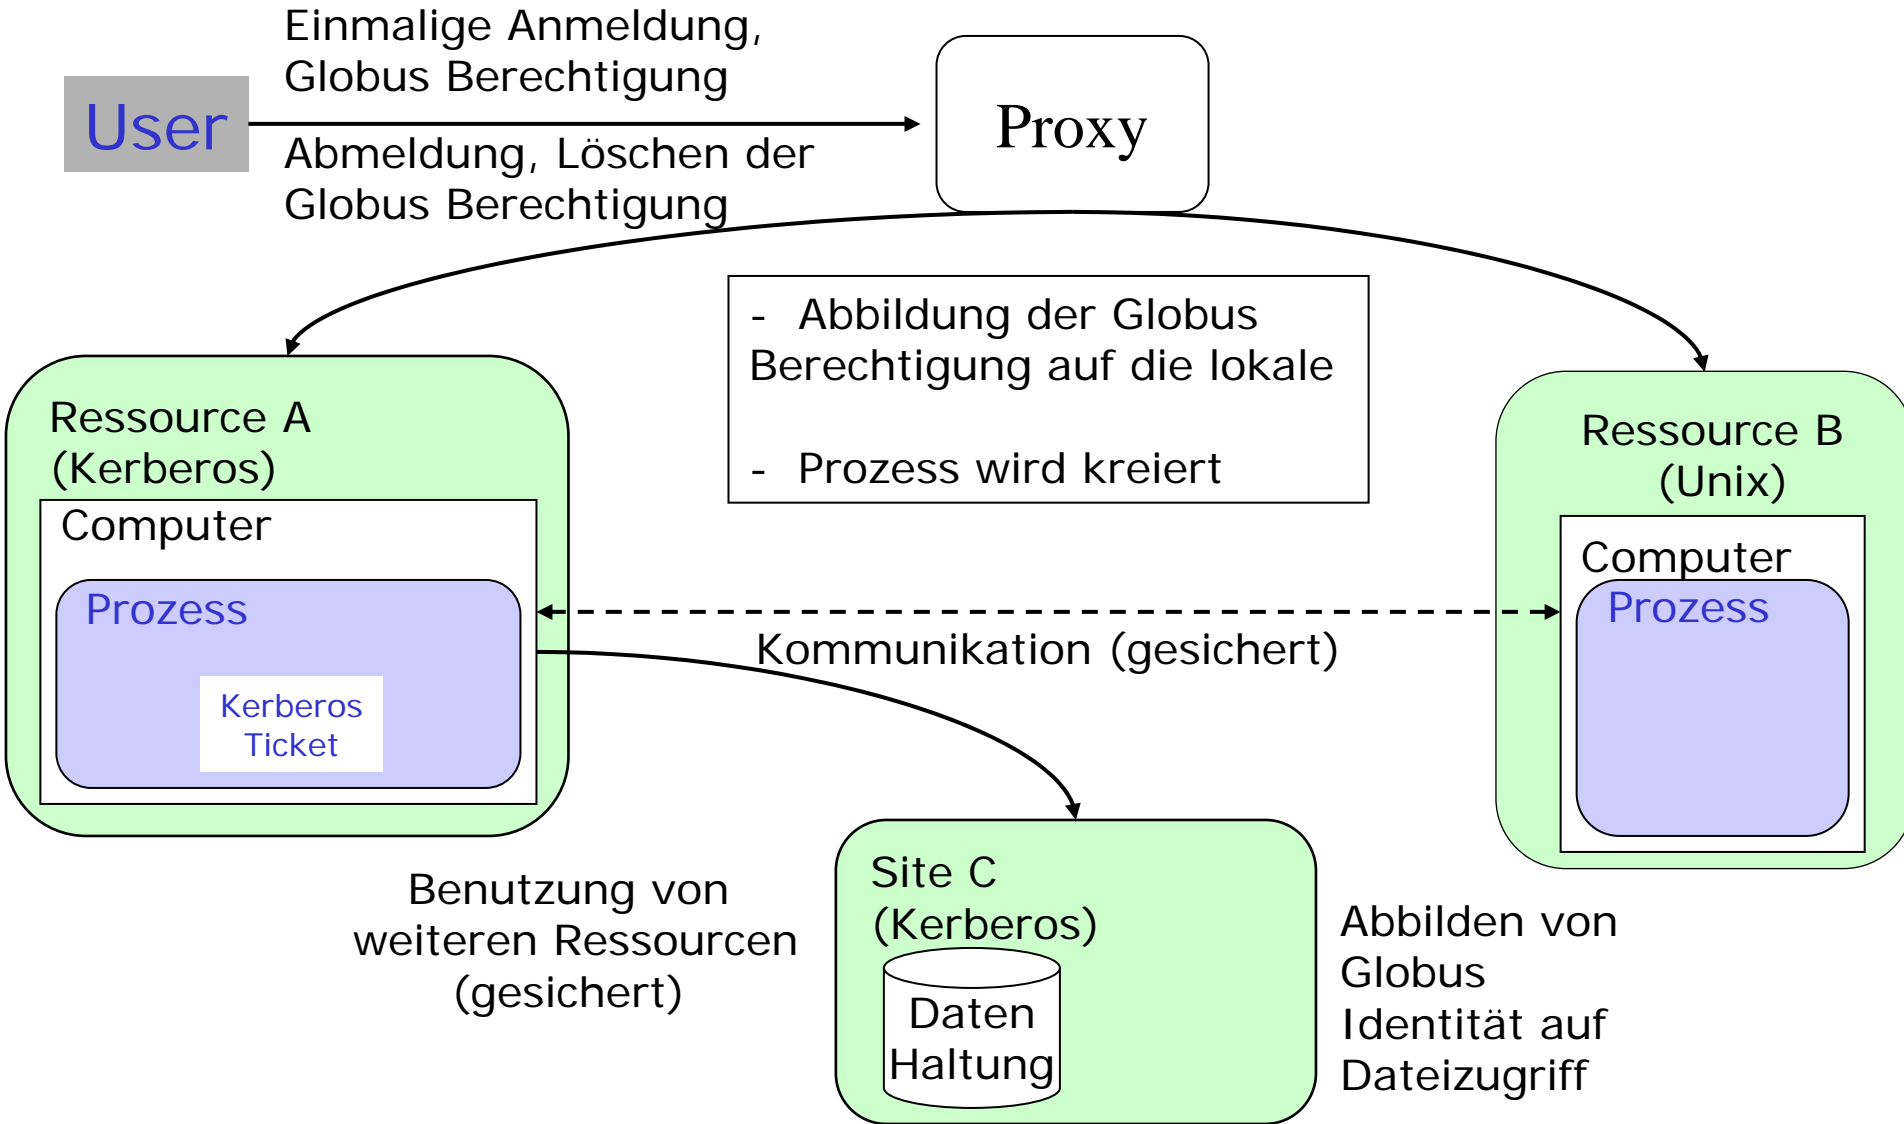 Einmalige Anmeldung,
Globus Berechtigung
User
Abmeldung, Löschen der
Globus Berechtigung
Proxy
- Abbildung der Globus
Berechtigung auf die lokale
- Prozess wird kreiert
Ressource A
(Kerberos)
Computer
Prozess
Kerberos
Ticket
Ressource B
(Unix)
Computer
Prozess
Kommunikation (gesichert)
Benutzung von
weiteren Ressourcen
(gesichert)
Site C
(Kerberos)
Daten
Haltung
Abbilden von
Globus
Identität auf
Dateizugriff